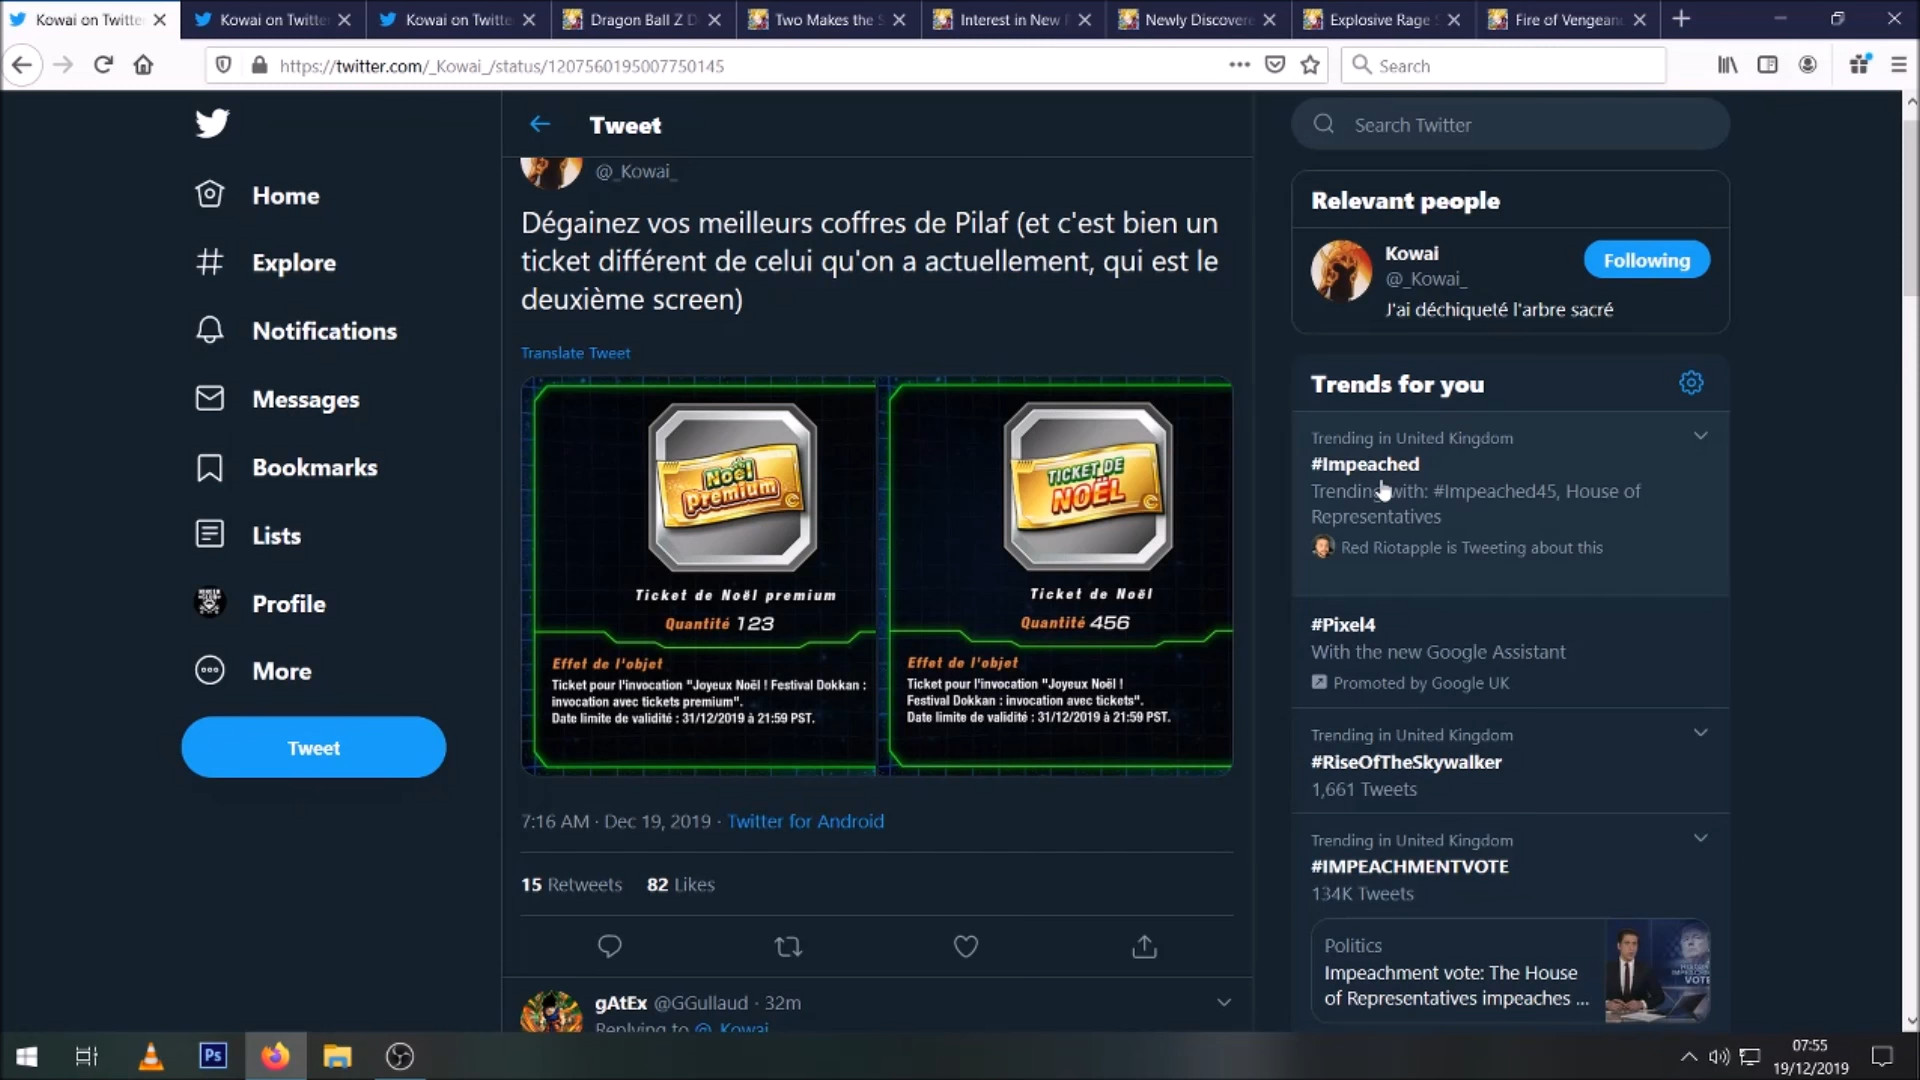 Kowai on Twitte
Kowai on Twitte
Kowai on Twitte
Dragon Ball Z D
Two Makes the S
Interest in New
Newly Discovere
Explosive Rage
Fire of Vengean
https://twitter.com/_Kowai_/status/1207560195007750145
Search
Home
Explore
Notifications
Messages
Bookmarks
Lists
Profile
More
Tweet
Tweet
@_Kowai_
Dégainez vos meilleurs coffres de Pilaf (et c'est bien un
ticket différent de celui qu'on a actuellement, qui est le
deuxième screen)
Translate Tweet
Noël
Premium
Ticket de Noël premium
Quantité 123
Effet de l'objet
Ticket pour l'invocation "Joyeux Noël ! Festival Dokkan :
invocation avec tickets premium".
Date limite de validité : 31/12/2019 à 21:59 PST.
TICKET DE
NOËL
Ticket de Noël
Quantité 456
Effet de l'objet
Ticket pour l'invocation "Joyeux Noël !
Festival Dokkan : invocation avec tickets".
Date limite de validité : 31/12/2019 à 21:59 PST.
7:16 AM · Dec 19, 2019 · Twitter for Android
15 Retweets 82 Likes
gAtEx @GGullaud · 32m
Replying to @_Kowai_
Search Twitter
Relevant people
Kowai
@_Kowai_
Following
J'ai déchiqueté l'arbre sacré
Trends for you
Trending in United Kingdom
#Impeached
Trending with: #Impeached45, House of
Representatives
Red Riotapple is Tweeting about this
#Pixel4
With the new Google Assistant
Promoted by Google UK
Trending in United Kingdom
#RiseOfTheSkywalker
1,661 Tweets
Trending in United Kingdom
#IMPEACHMENTVOTE
134K Tweets
Politics
Impeachment vote: The House
of Representatives impeaches ...
Ps
07:55
19/12/2019